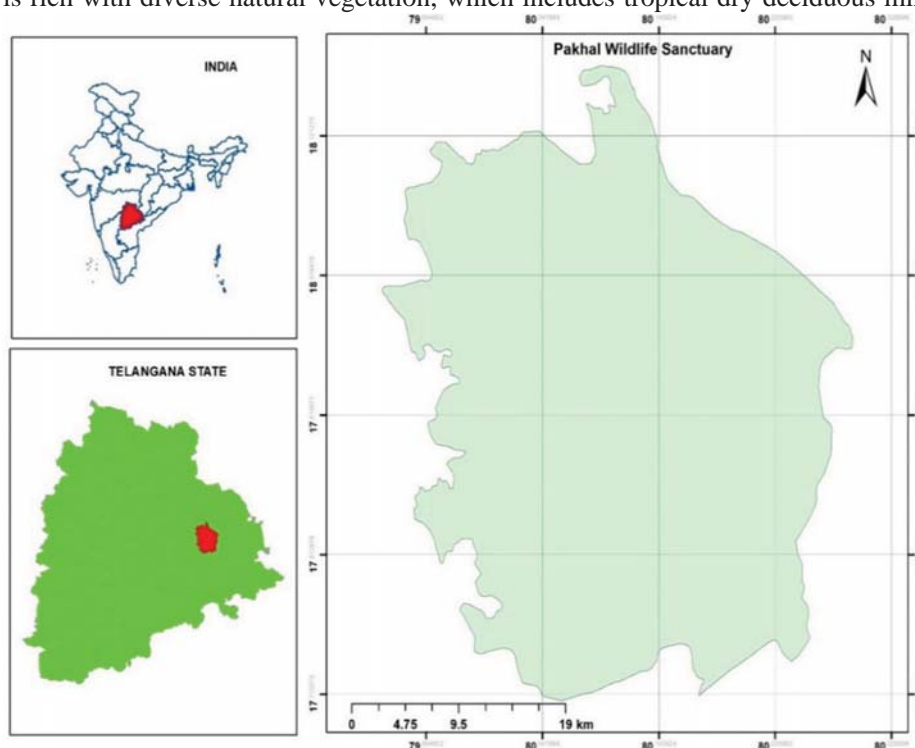 is rich with diverse natural vegetation, which includes tropical dry deciduous
INDIA
TELANGANA STATE
Pakhal Wildlife Sanctuary
N
79 80 80 80 80
18
18
17
17
17
0 4.75 9.5 19 km
79 80 80 80 80